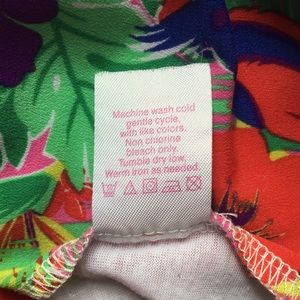 Machine wash cold
gentle cycle,
with like colors.
Non chlorine
bleach only.
Tumble dry low.
Warm iron as needed.